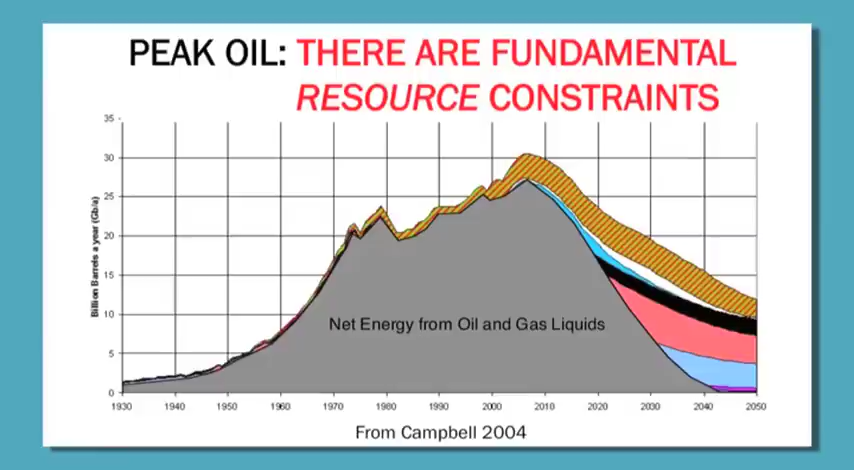 PEAK OIL: THERE ARE FUNDAMENTAL
RESOURCE CONSTRAINTS
35
30
25
20
15
10
5
0
Billion Barrels a year (Gb/a)
Net Energy from Oil and Gas Liquids
1930 1940 1950 1960 1970 1980 1990 2000 2010 2020 2030 2040 2050
From Campbell 2004